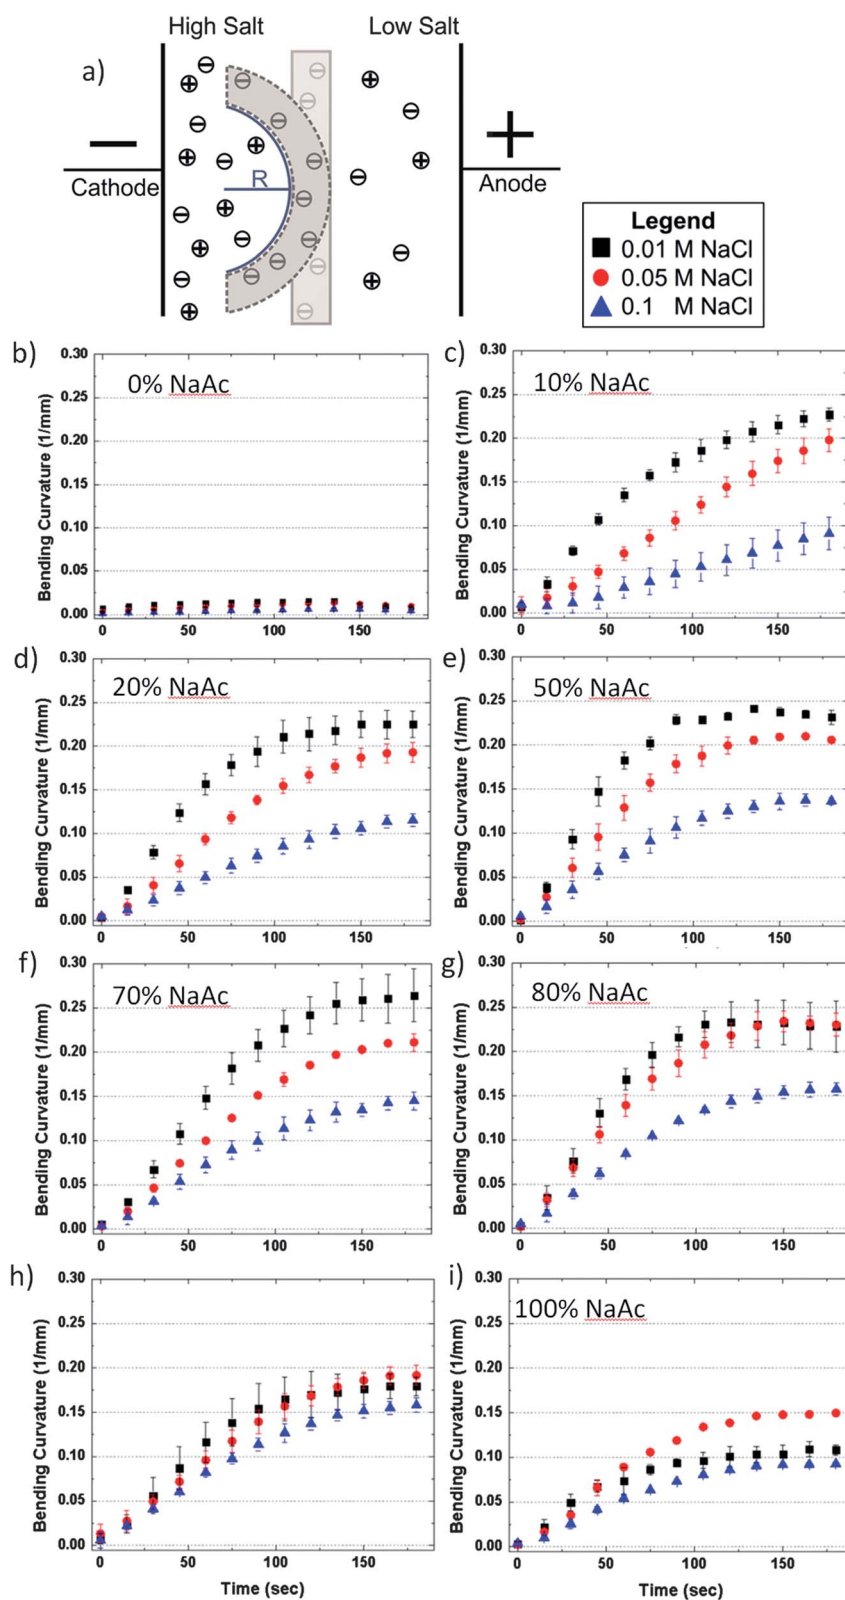 High Salt Low Salt
a)
− +
Cathode R Anode
Legend
0.01 M NaCl
0.05 M NaCl
0.1 M NaCl
b)
0% NaAc
Bending Curvature (1/mm)
0.30
0.25
0.20
0.15
0.10
0.05
0.00
0 50 100 150
c)
10% NaAc
Bending Curvature (1/mm)
0.30
0.25
0.20
0.15
0.10
0.05
0.00
0 50 100 150
d)
20% NaAc
Bending Curvature (1/mm)
0.30
0.25
0.20
0.15
0.10
0.05
0.00
0 50 100 150
e)
50% NaAc
Bending Curvature (1/mm)
0.30
0.25
0.20
0.15
0.10
0.05
0.00
0 50 100 150
f)
70% NaAc
Bending Curvature (1/mm)
0.30
0.25
0.20
0.15
0.10
0.05
0.00
0 50 100 150
g)
80% NaAc
Bending Curvature (1/mm)
0.30
0.25
0.20
0.15
0.10
0.05
0.00
0 50 100 150
h)
Bending Curvature (1/mm)
0.30
0.25
0.20
0.15
0.10
0.05
0.00
0 50 100 150
Time (sec)
i)
100% NaAc
Bending Curvature (1/mm)
0.30
0.25
0.20
0.15
0.10
0.05
0.00
0 50 100 150
Time (sec)